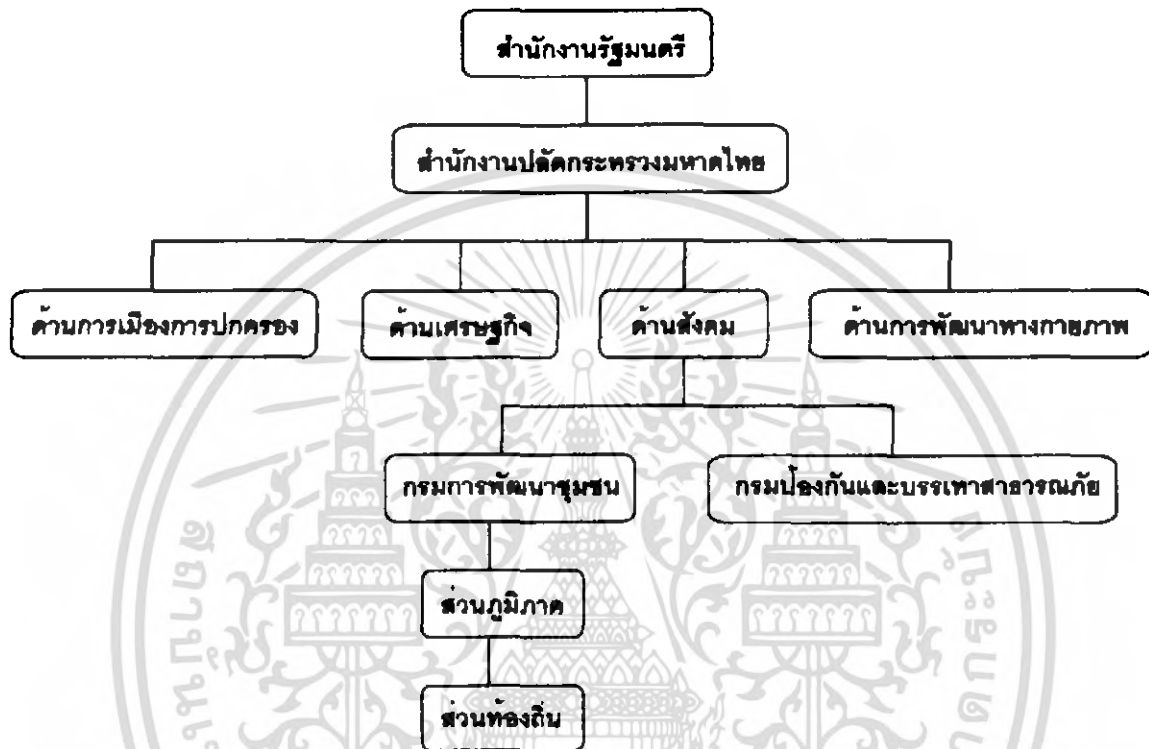 สำนักงานรัฐมนตรี
สำนักงานปลัดกระทรวงมหาดไทย
ด้านการเมืองการปกครอง
ด้านเศรษฐกิจ
ด้านสังคม
ด้านการพัฒนาทางกายภาพ
กรมการพัฒนาชุมชน
กรมป้องกันและบรรเทาสาธารณภัย
ส่วนภูมิภาค
ส่วนท้องถิ่น